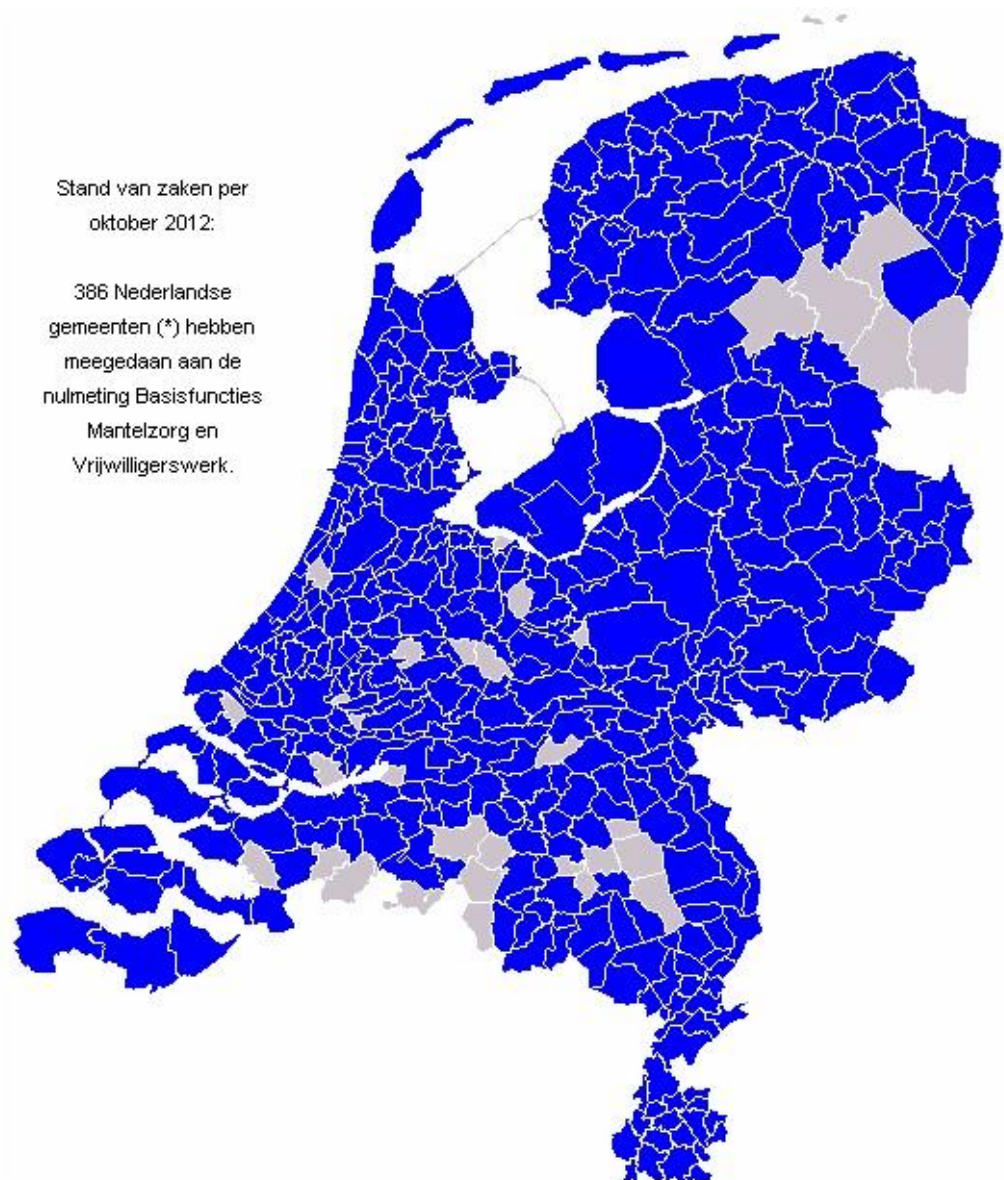 Stand van zaken per
oktober 2012:
386 Nederlandse
gemeenten (*) hebben
meegedaan aan de
nulmeting Basisfuncties
Mantelzorg en
Vrijwilligerswerk.